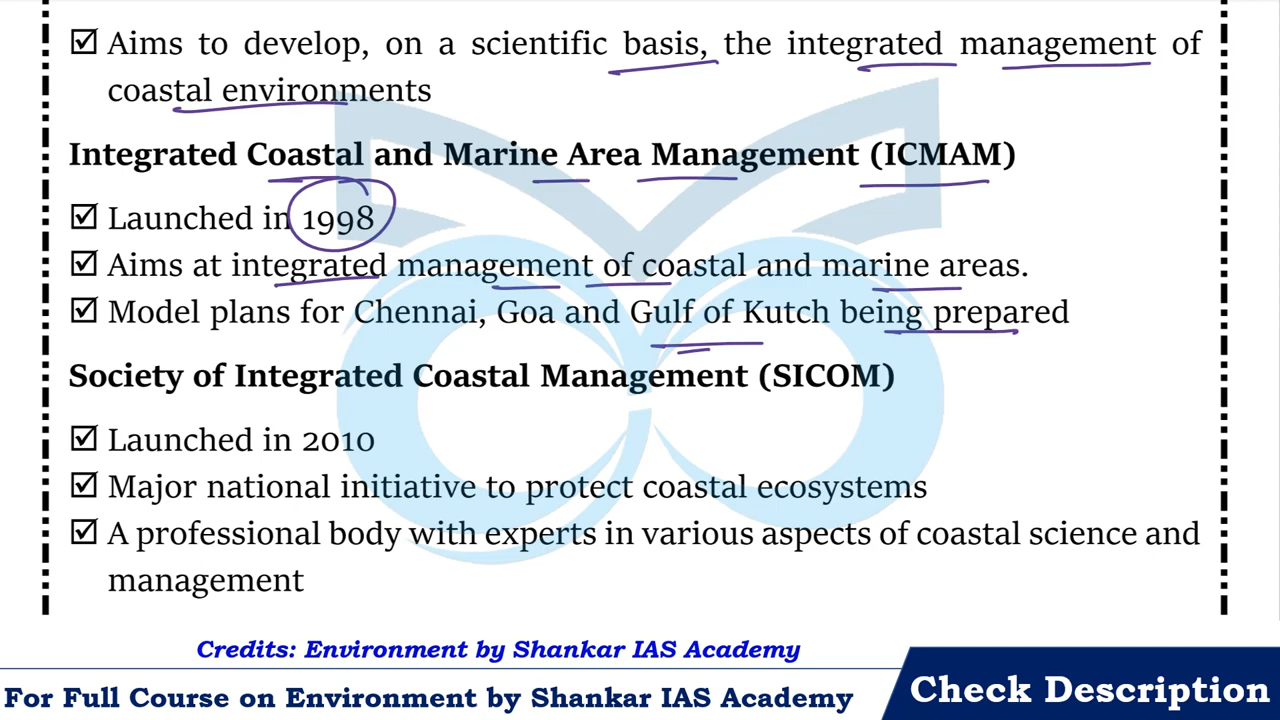 ☑ Aims to develop, on a scientific basis, the integrated management of
coastal environments
Integrated Coastal and Marine Area Management (ICMAM)
☑ Launched in 1998
☑ Aims at integrated management of coastal and marine areas.
☑ Model plans for Chennai, Goa and Gulf of Kutch being prepared
Society of Integrated Coastal Management (SICOM)
☑ Launched in 2010
☑ Major national initiative to protect coastal ecosystems
☑ A professional body with experts in various aspects of coastal science and
management
Credits: Environment by Shankar IAS Academy
For Full Course on Environment by Shankar IAS Academy
Check Description